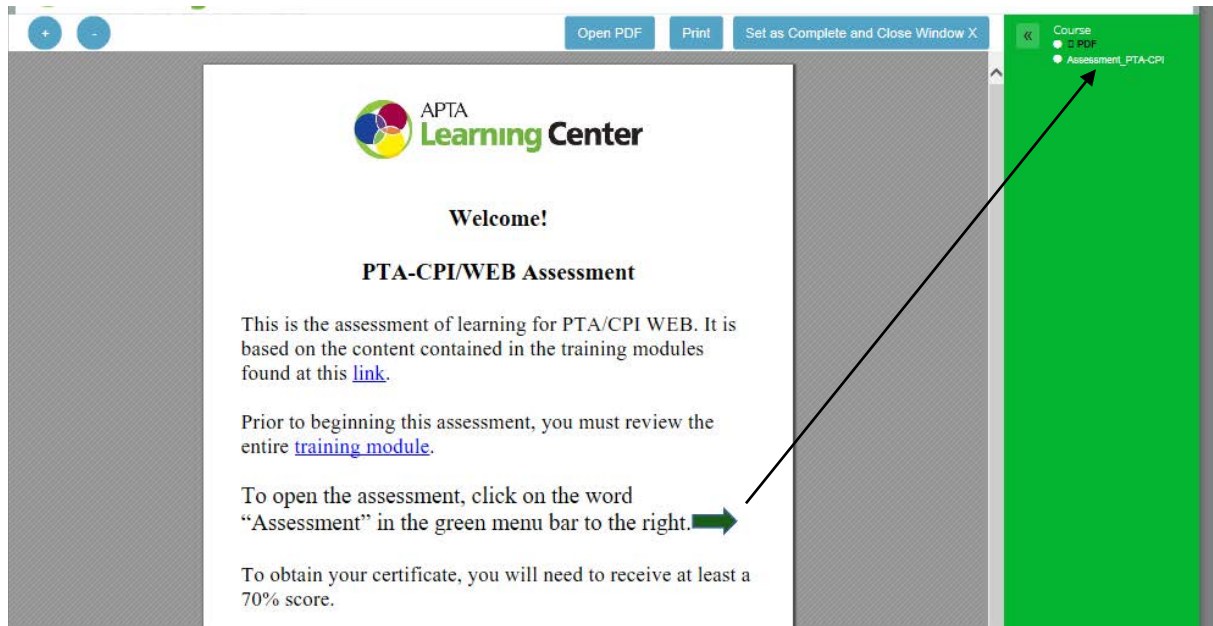 + - Open PDF Print Set as Complete and Close Window X
« Course
PDF
Assessment_PTA-CPI
APTA
Learning Center
Welcome!
PTA-CPI/WEB Assessment
This is the assessment of learning for PTA/CPI WEB. It is
based on the content contained in the training modules
found at this link.
Prior to beginning this assessment, you must review the
entire training module.
To open the assessment, click on the word
“Assessment” in the green menu bar to the right.
To obtain your certificate, you will need to receive at least a
70% score.